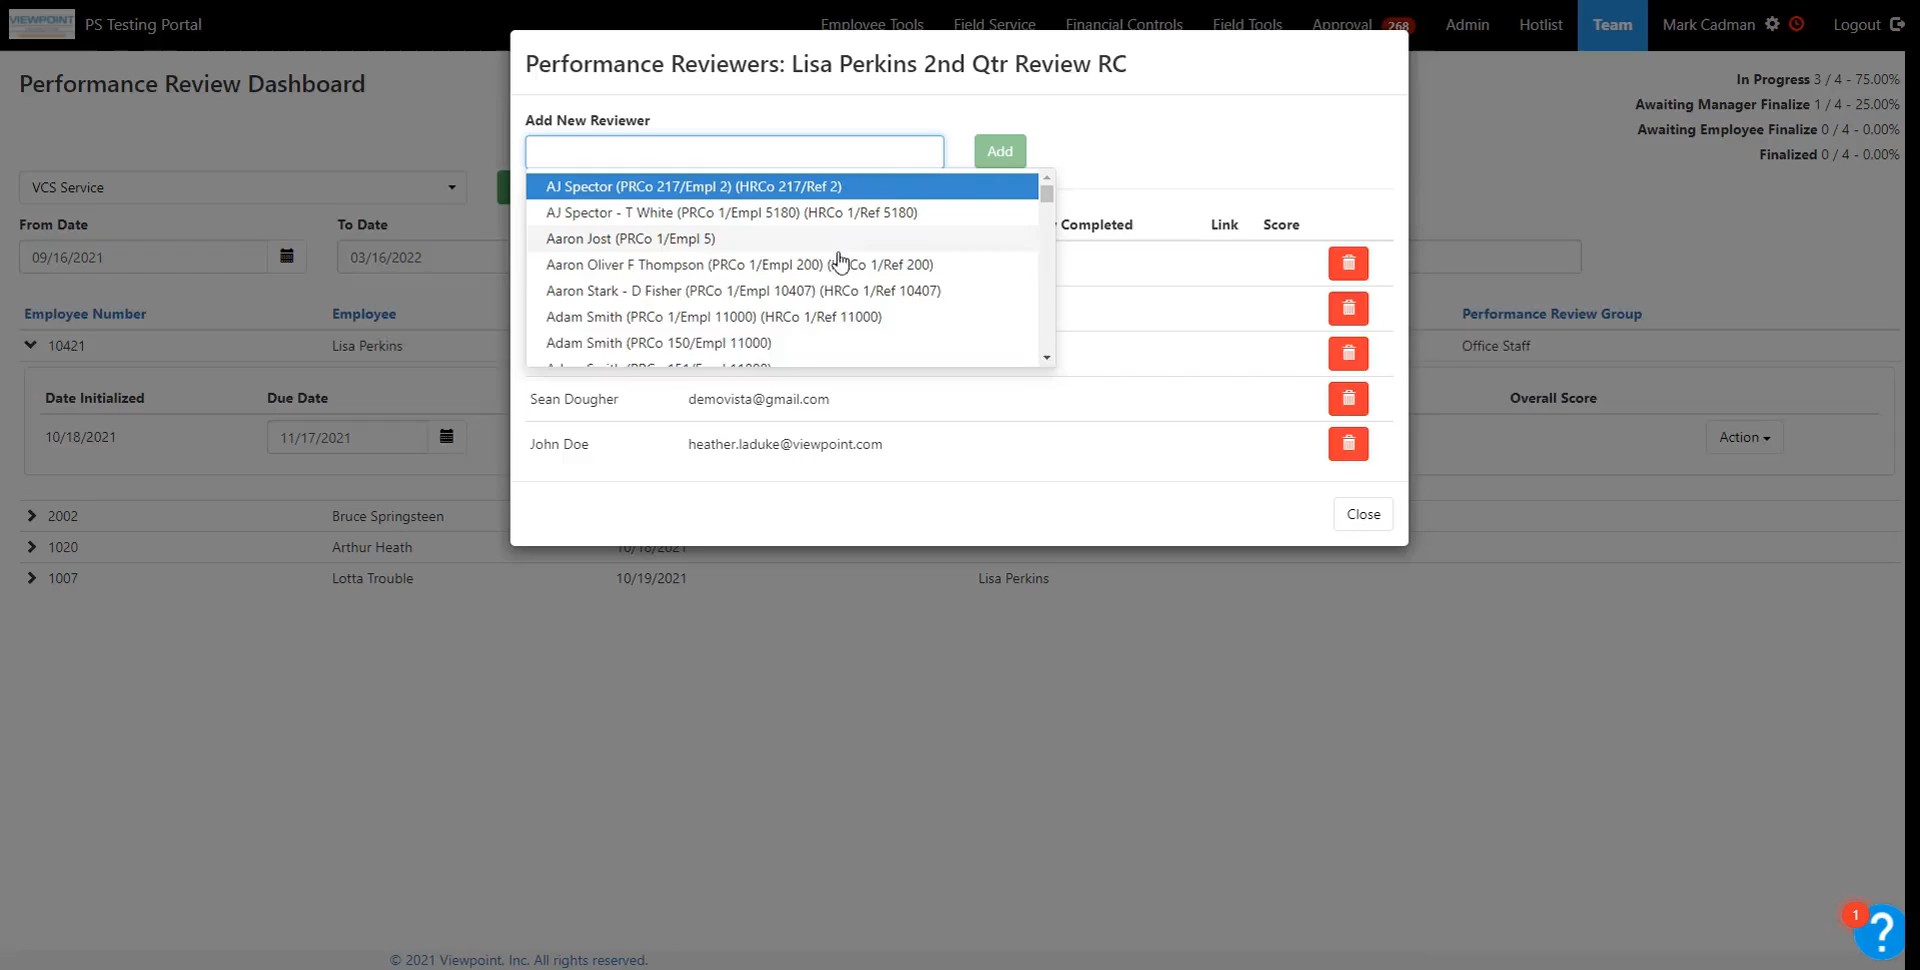 VIEWPOINT
PS Testing Portal
Employee Tools
Field Service
Financial Controls
Field Tools
Approval 268
Admin
Hotlist
Team
Mark Cadman
Logout
Performance Review Dashboard
In Progress 3 / 4 - 75.00%
Awaiting Manager Finalize 1 / 4 - 25.00%
Awaiting Employee Finalize 0 / 4 - 0.00%
Finalized 0 / 4 - 0.00%
VCS Service
From Date
To Date
09/16/2021
03/16/2022
Performance Reviewers: Lisa Perkins 2nd Qtr Review RC
Add New Reviewer
Add
AJ Spector (PRCo 217/Empl 2) (HRCo 217/Ref 2)
AJ Spector - T White (PRCo 1/Empl 5180) (HRCo 1/Ref 5180)
Aaron Jost (PRCo 1/Empl 5)
Aaron Oliver F Thompson (PRCo 1/Empl 200) ( Co 1/Ref 200)
Aaron Stark - D Fisher (PRCo 1/Empl 10407) (HRCo 1/Ref 10407)
Adam Smith (PRCo 1/Empl 11000) (HRCo 1/Ref 11000)
Adam Smith (PRCo 150/Empl 11000)
Completed
Link
Score
Sean Dougher demovista@gmail.com
John Doe heather.laduke@viewpoint.com
Close
Employee Number
Employee
Performance Review Group
10421
Lisa Perkins
Office Staff
Date Initialized
Due Date
Overall Score
10/18/2021
11/17/2021
Action
2002 Bruce Springsteen
1020 Arthur Heath 10/18/2021
1007 Lotta Trouble 10/19/2021 Lisa Perkins
1
?
© 2021 Viewpoint, Inc. All rights reserved.